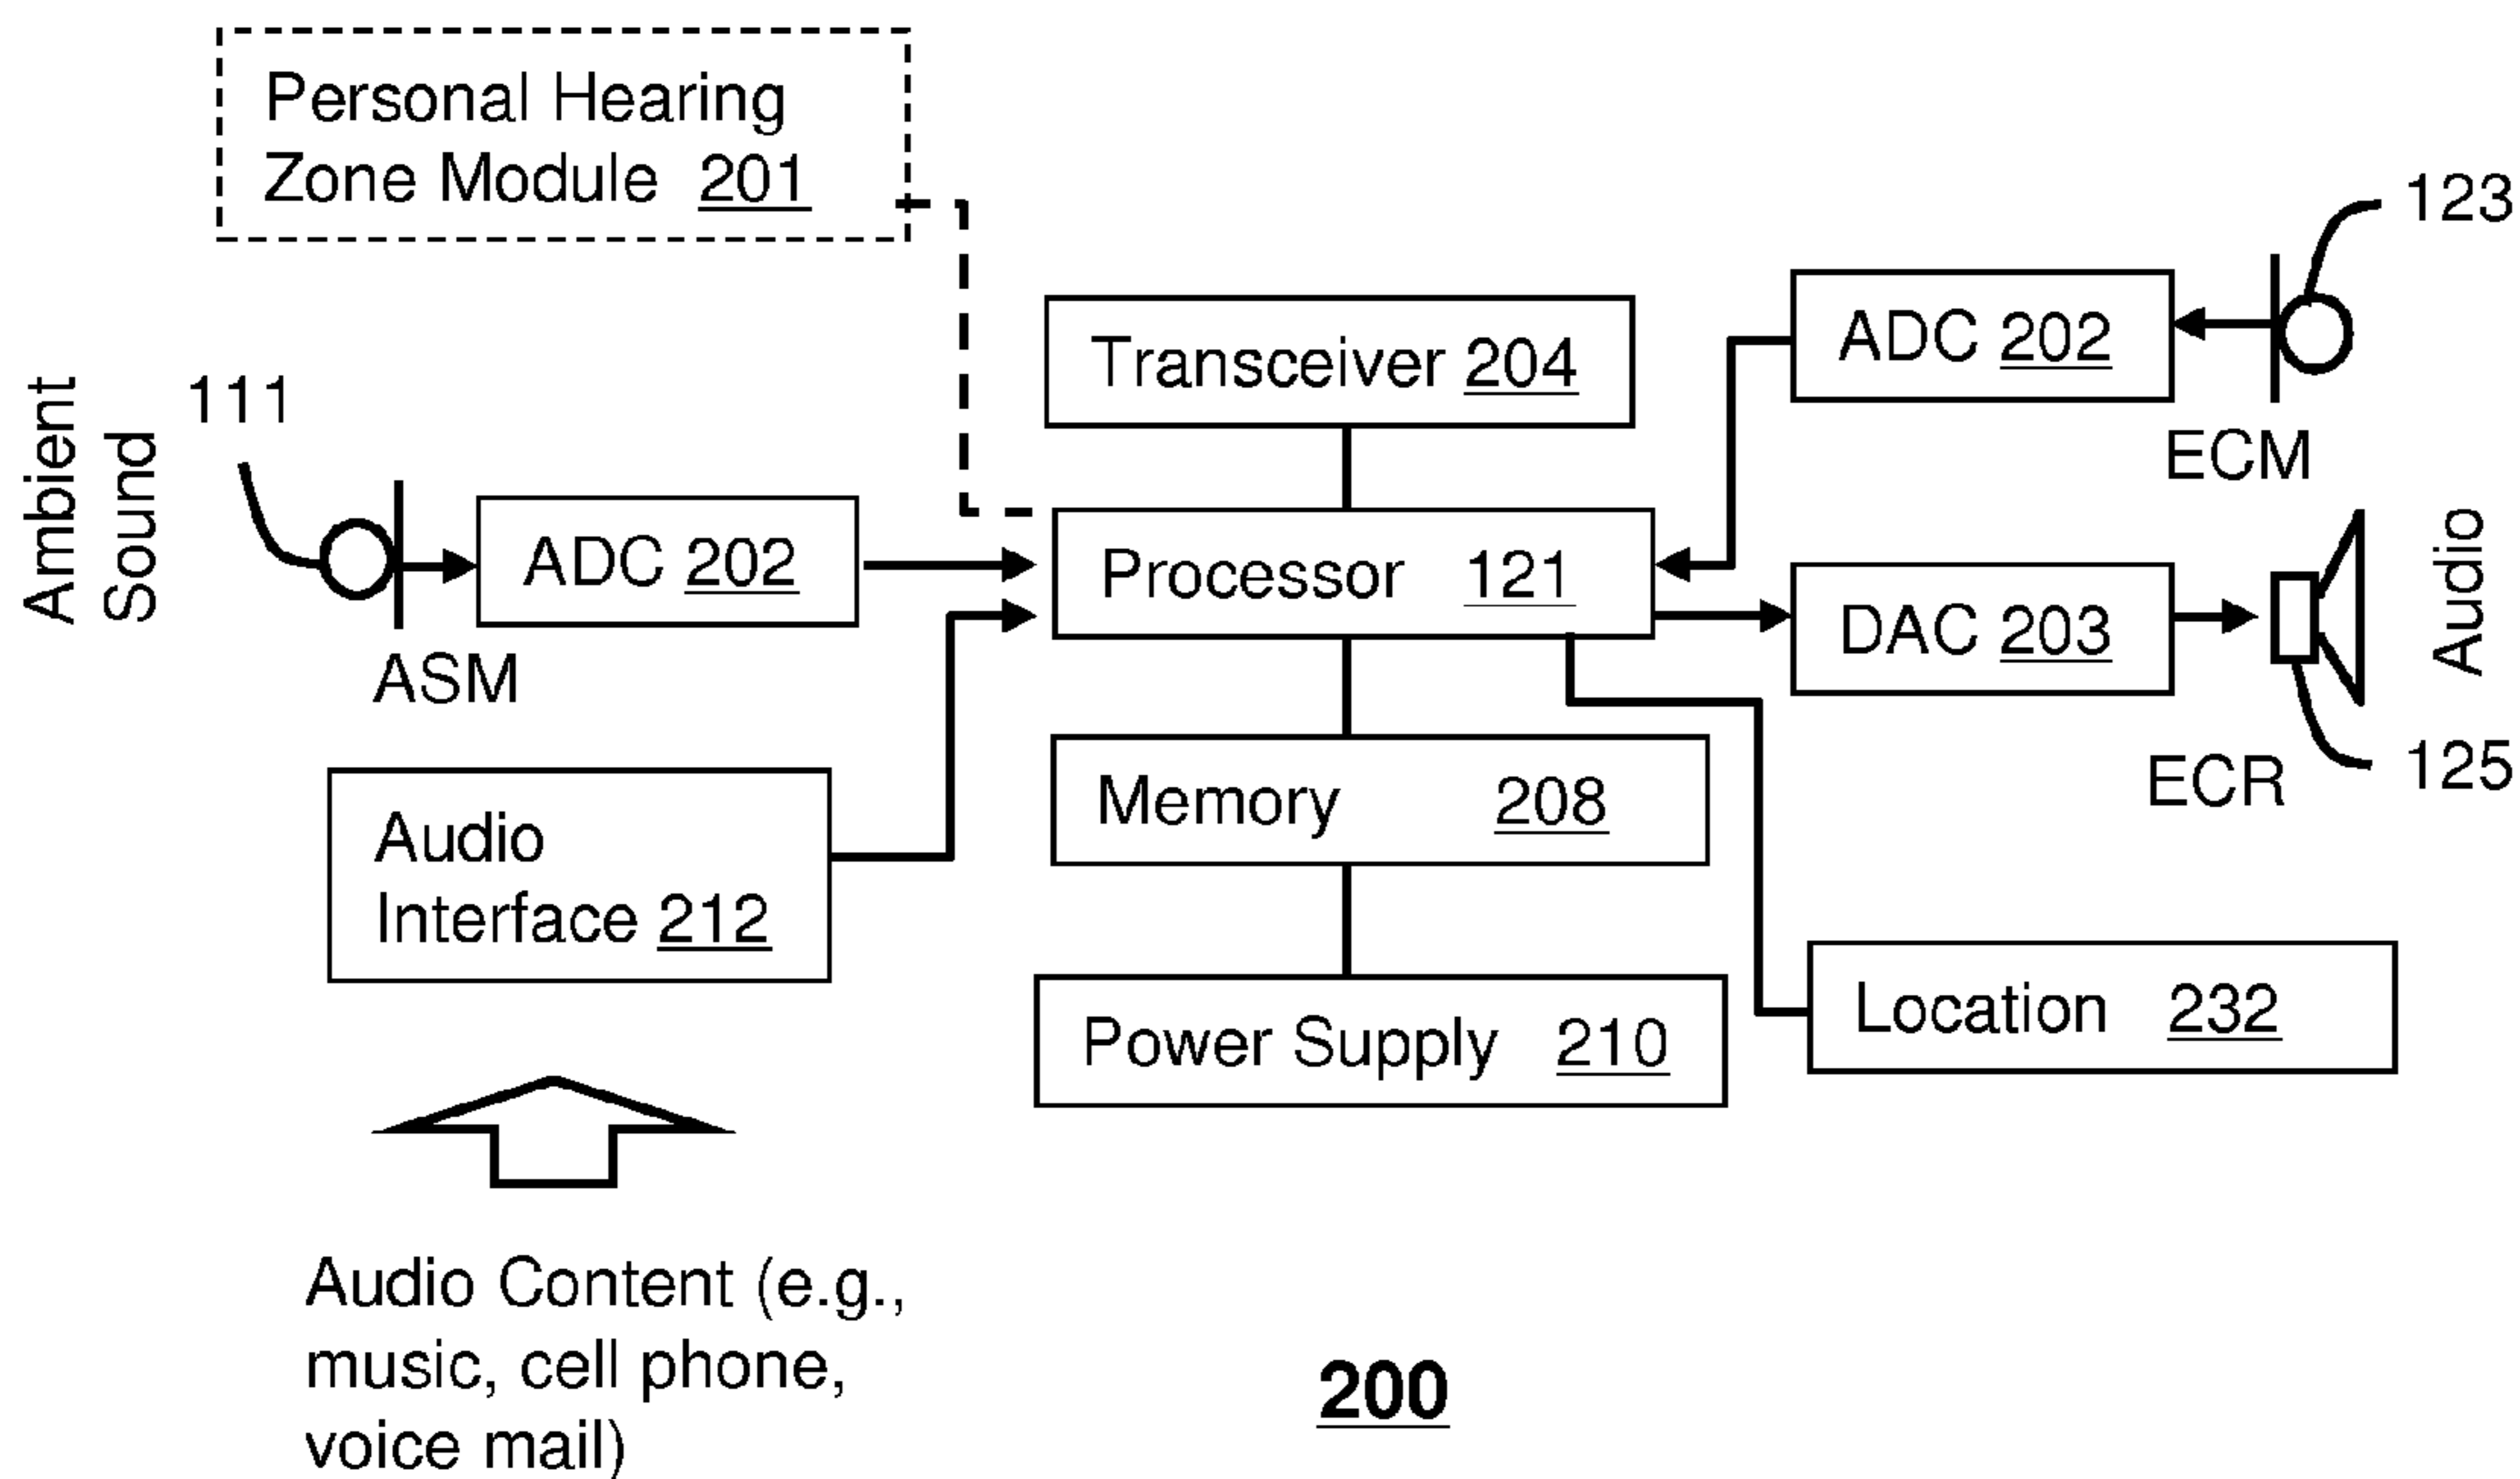 Personal Hearing
Zone Module 201
123
ADC 202
Transceiver 204
111
Ambient
Sound
ECM
ADC 202
Processor 121
DAC 203
Audio
ASM
ECR
125
Memory 208
Audio
Interface 212
Location 232
Power Supply 210
Audio Content (e.g.,
music, cell phone,
voice mail)
200